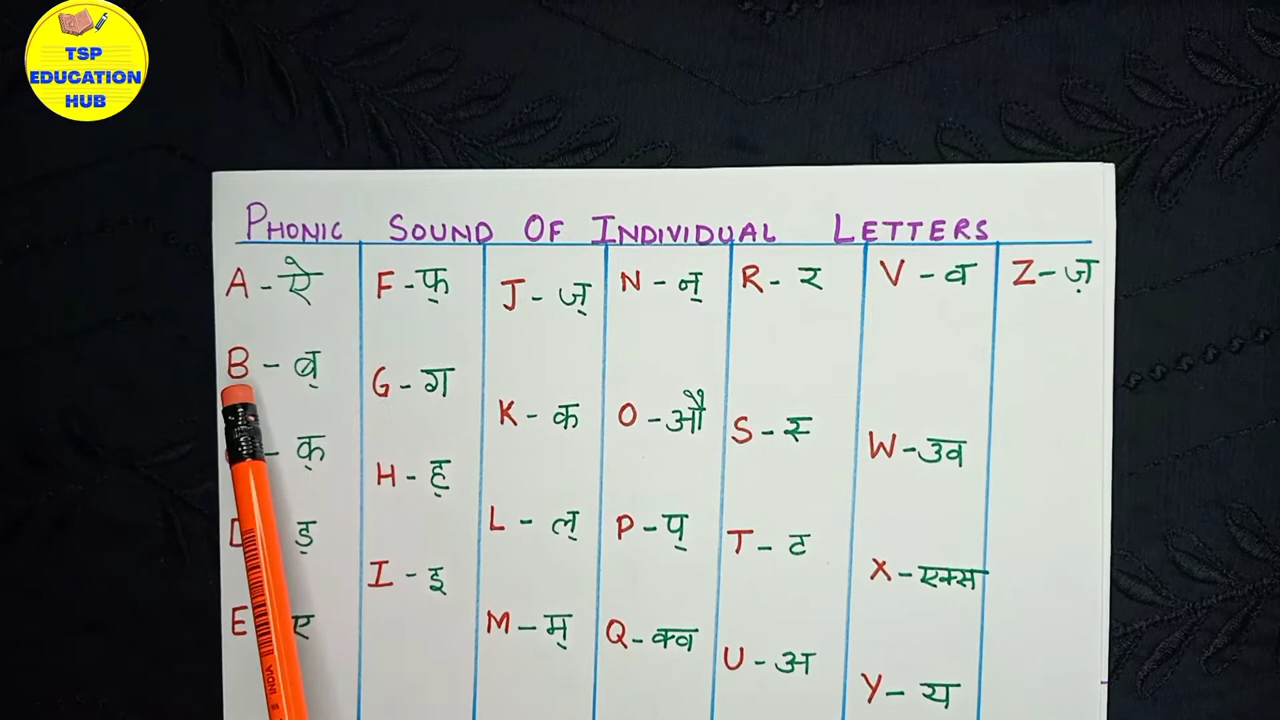 TSP
EDUCATION
HUB
PHONIC SOUND OF INDIVIDUAL LETTERS
A - ऐ
B - ब्
- क्
D ड़
E ए
F - फ्
G - ग
H - ह्
I - इ
J - ज्
K - क
L - ल्
M - म्
N - न्
O - औ
P - प्
Q - क्व
R - र
S - स्
T - ट
U - अ
V - व
W - उव
X - एक्स
Y - य
Z - ज़